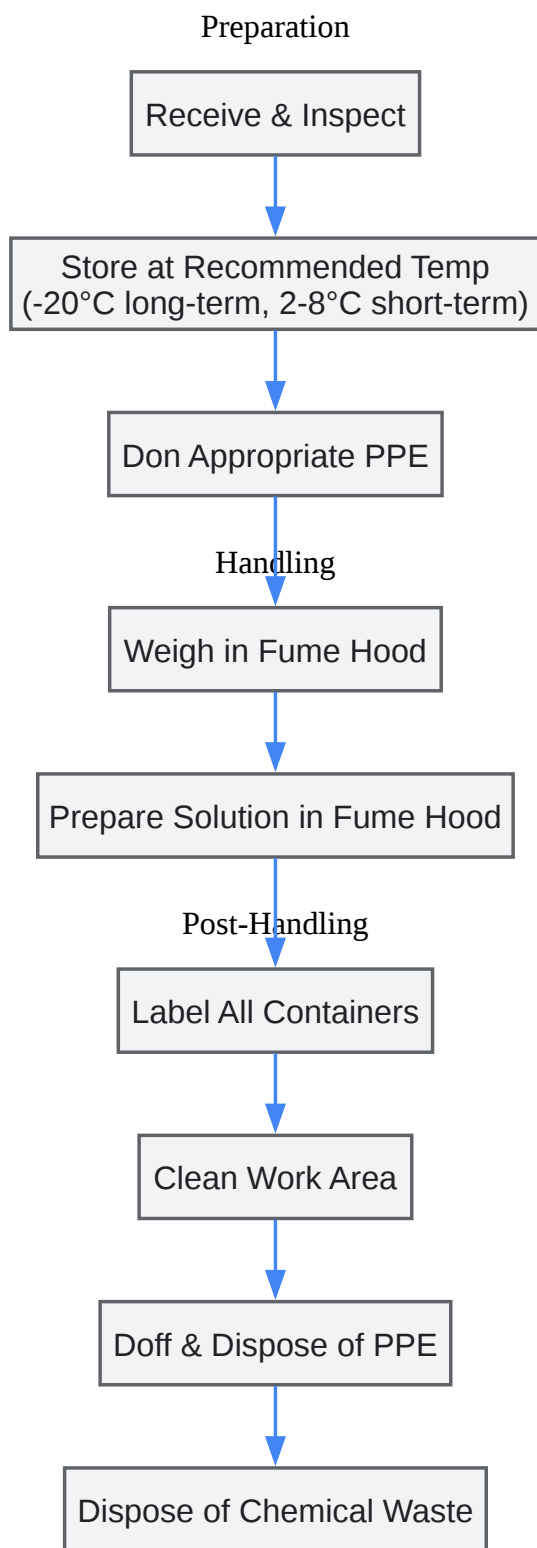 Preparation
Receive & Inspect
Store at Recommended Temp
(-20°C long-term, 2-8°C short-term)
Don Appropriate PPE
Handling
Weigh in Fume Hood
Prepare Solution in Fume Hood
Post-Handling
Label All Containers
Clean Work Area
Doff & Dispose of PPE
Dispose of Chemical Waste